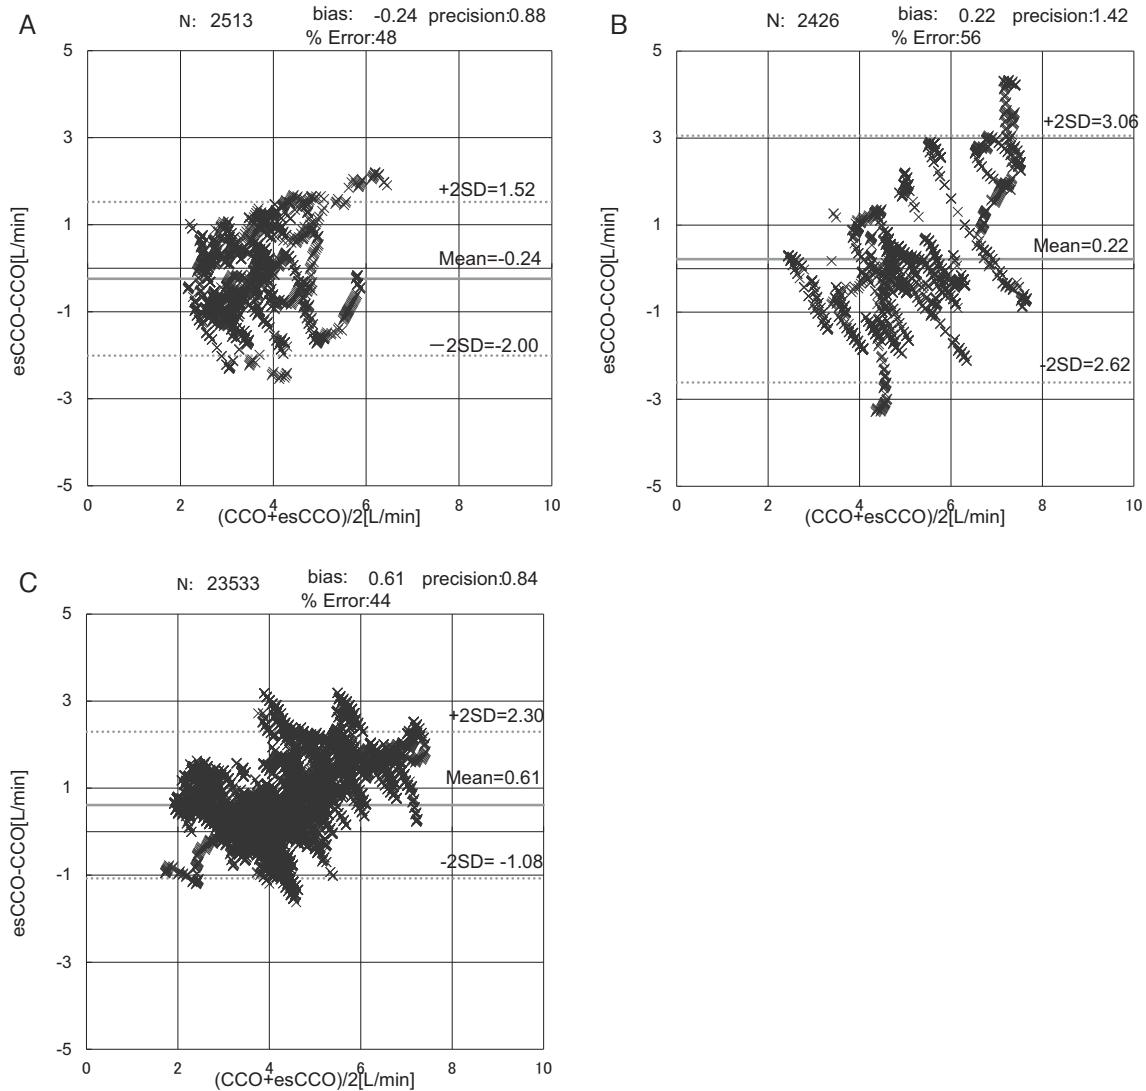 A
N: 2513 bias: -0.24 precision:0.88
% Error:48
5
3
1
-1
-3
-5
esCCO-CCO[L/min]
+2SD=1.52
Mean=-0.24
−2SD=-2.00
0 2 4 6 8 10
(CCO+esCCO)/2[L/min]
B
N: 2426 bias: 0.22 precision:1.42
% Error:56
5
3
1
-1
-3
-5
esCCO-CCO[L/min]
+2SD=3.06
Mean=0.22
-2SD=2.62
0 2 4 6 8 10
(CCO+esCCO)/2[L/min]
C
N: 23533 bias: 0.61 precision:0.84
% Error:44
5
3
1
-1
-3
-5
esCCO-CCO[L/min]
+2SD=2.30
Mean=0.61
-2SD= -1.08
0 2 4 6 8 10
(CCO+esCCO)/2[L/min]